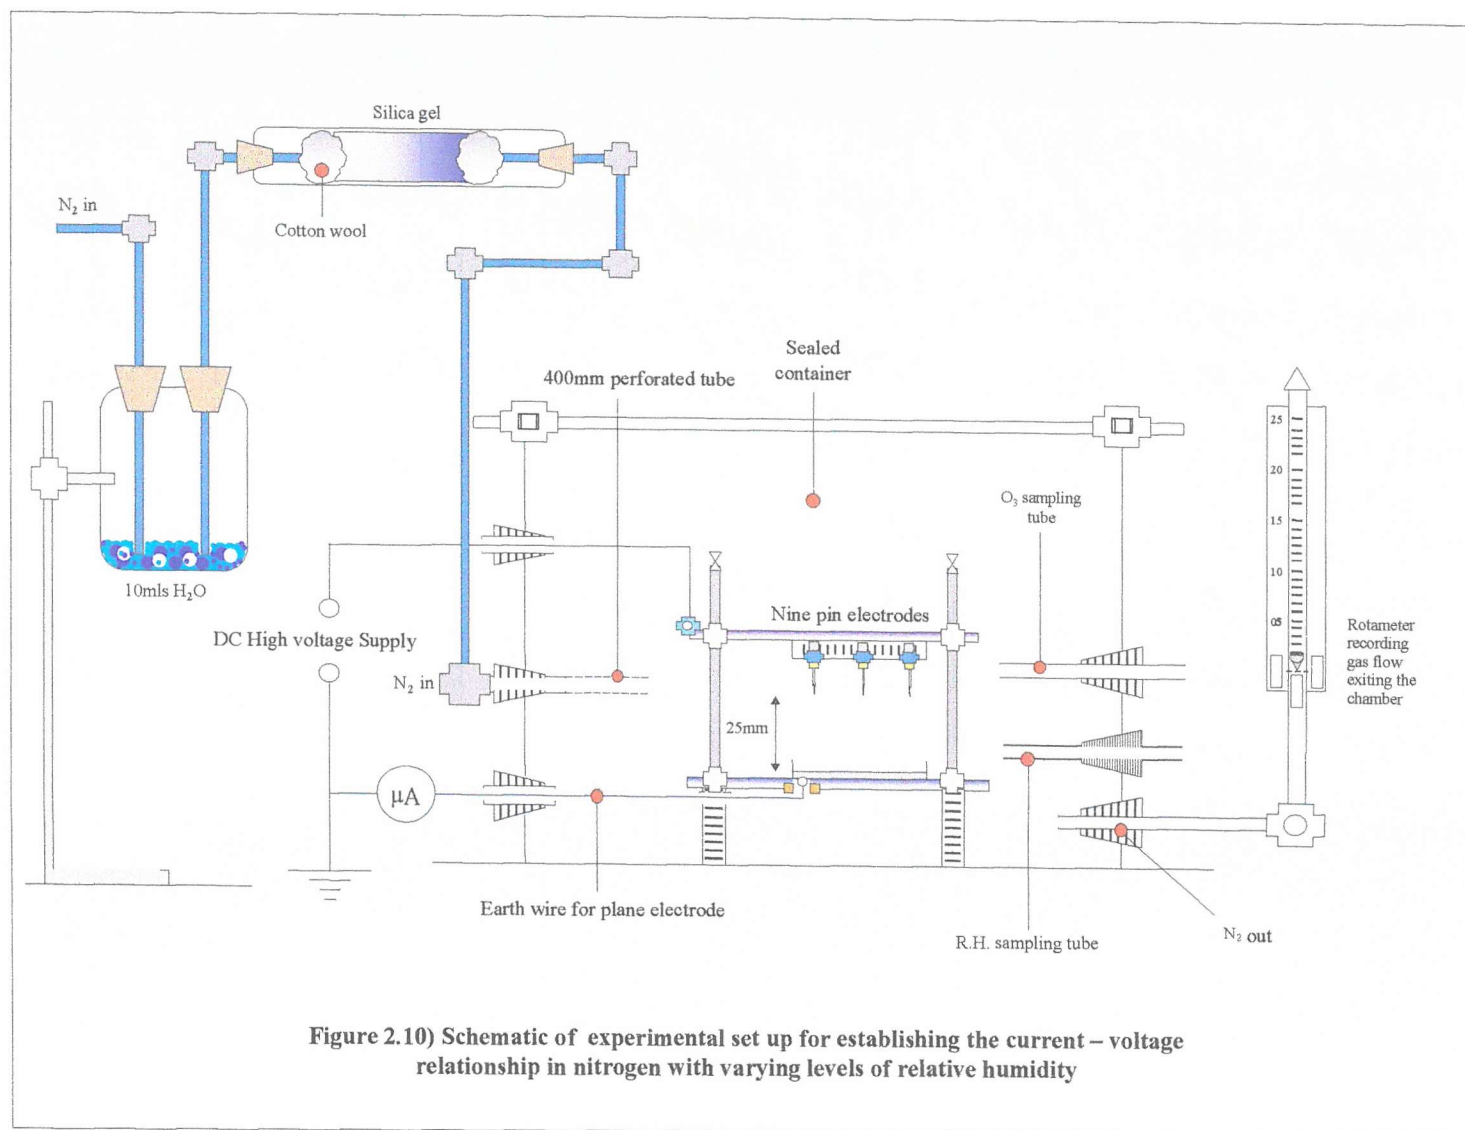 Silica gel
N₂ in
Cotton wool
Sealed
container
400mm perforated tube
O₃ sampling
tube
25
20
15
10
05
10mls H₂O
DC High voltage Supply
Nine pin electrodes
Rotameter
recording
gas flow
exiting the
chamber
N₂ in
25mm
μA
Earth wire for plane electrode
R.H. sampling tube
N₂ out
Figure 2.10) Schematic of experimental set up for establishing the current – voltage
relationship in nitrogen with varying levels of relative humidity